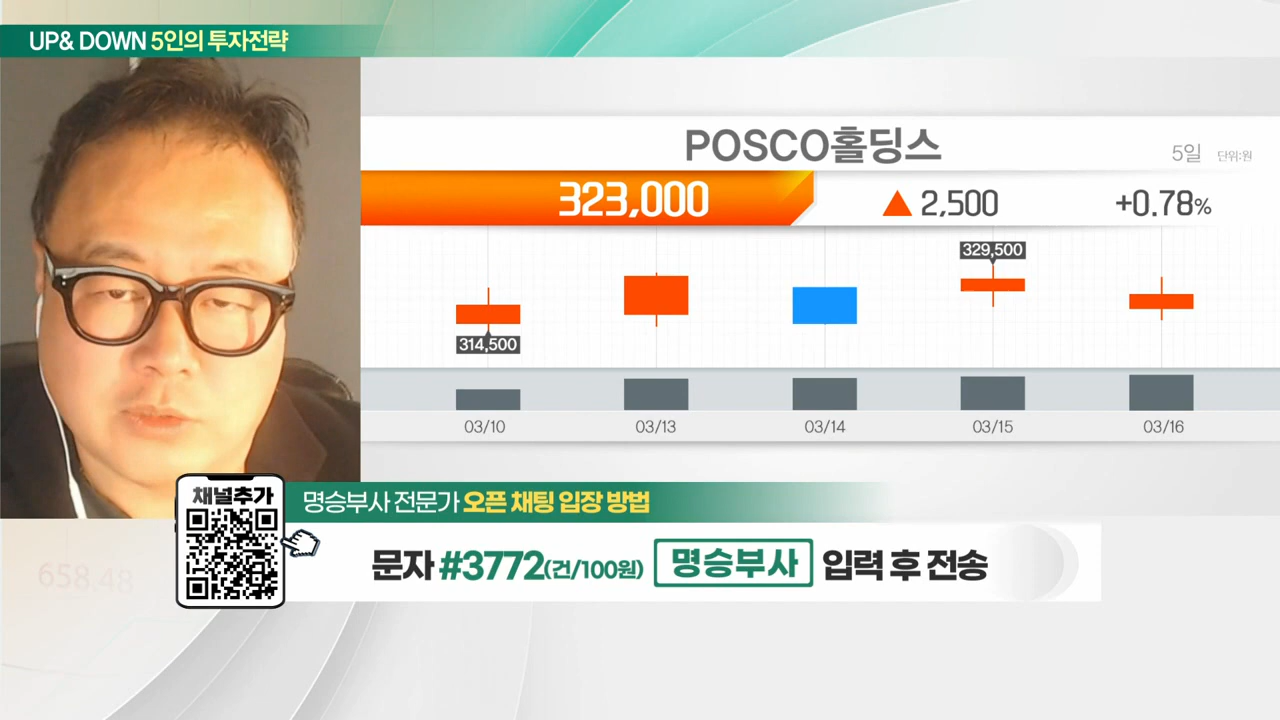 UP& DOWN 5인의 투자전략
POSCO홀딩스
5일 단위:원
323,000 ▲ 2,500 +0.78%
329,500
314,500
03/10 03/13 03/14 03/15 03/16
채널추가
명승부사 전문가 오픈 채팅 입장 방법
문자 #3772(건/100원) 명승부사 입력 후 전송
658.48